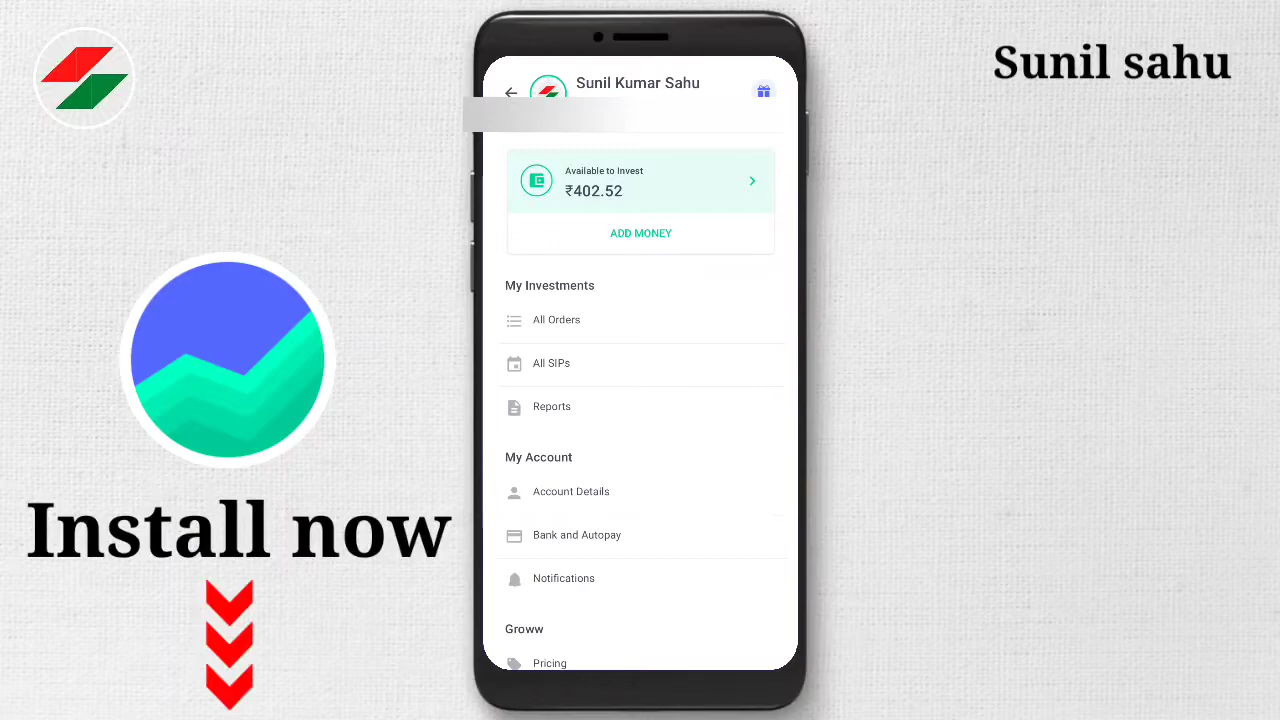 Sunil sahu
Sunil Kumar Sahu
Available to Invest
₹402.52
ADD MONEY
My Investments
All Orders
All SIPs
Reports
My Account
Account Details
Bank and Autopay
Notifications
Groww
Pricing
Install now